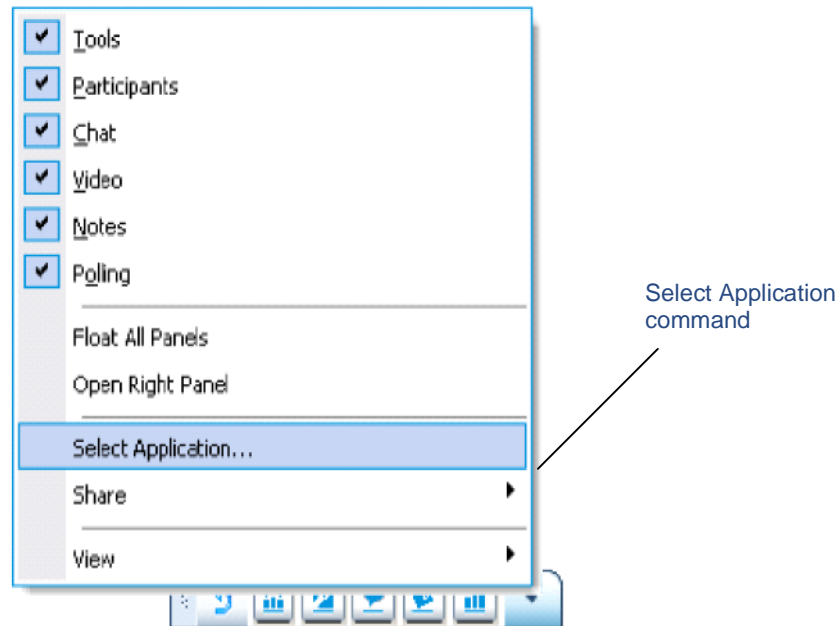 Tools
Participants
Chat
Video
Notes
Polling
Float All Panels
Open Right Panel
Select Application...
Share
View
Select Application
command